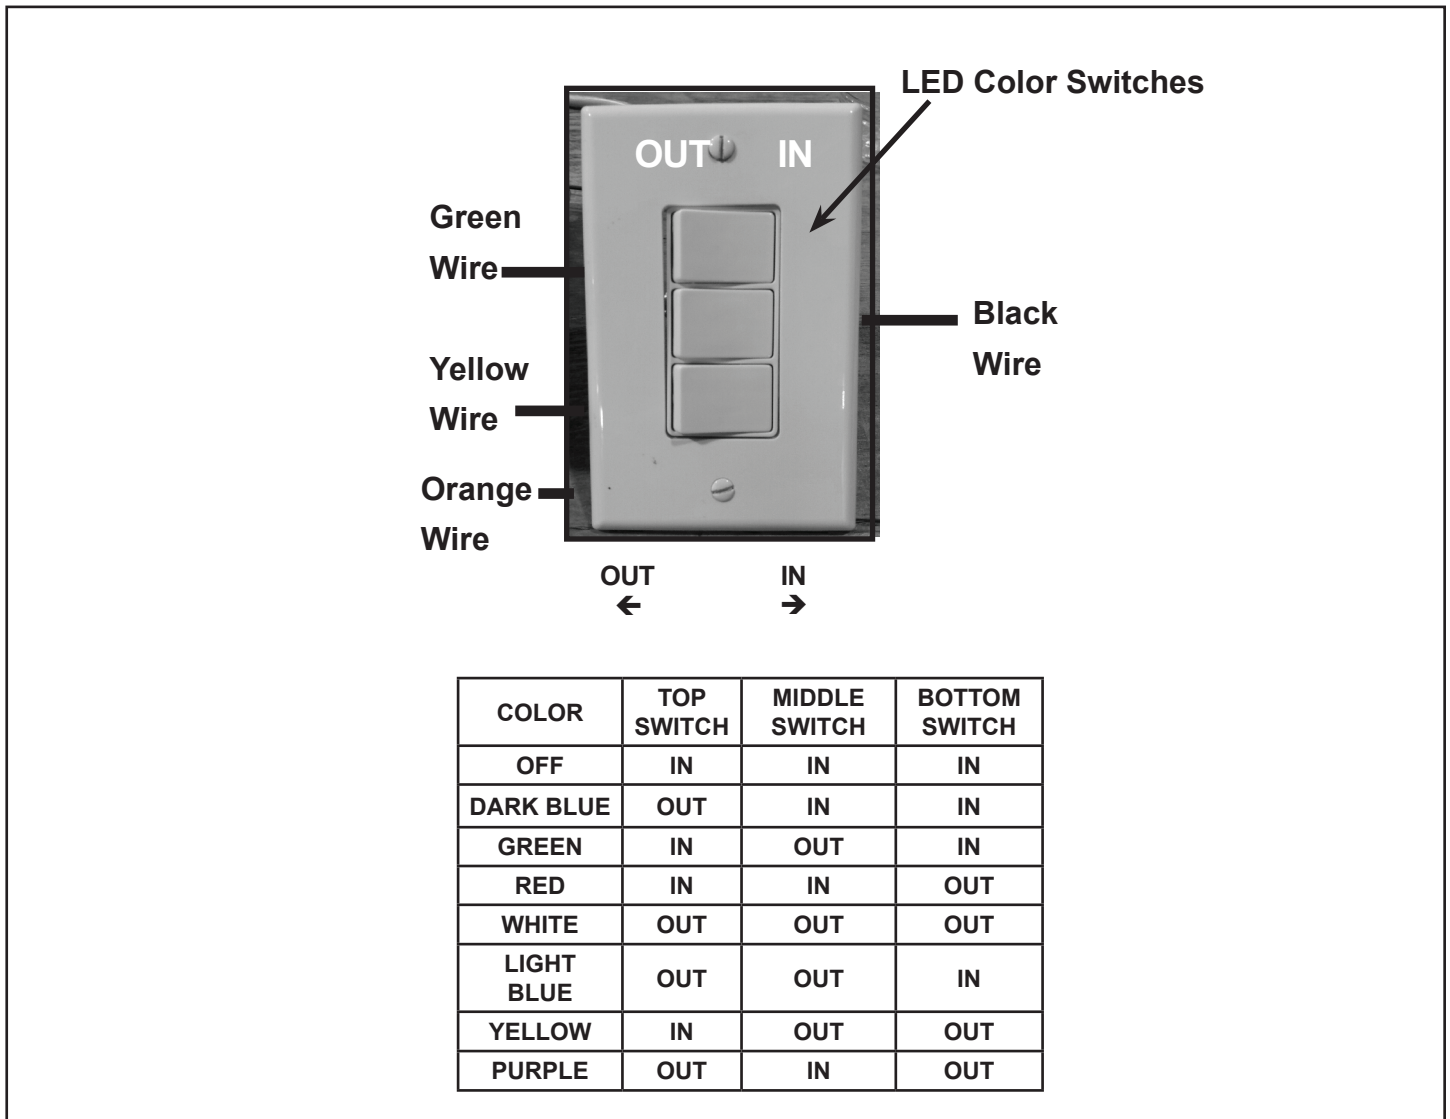 LED Color Switches
OUT IN
Green
Wire
Black
Wire
Yellow
Wire
Orange
Wire
OUT IN
← →
COLOR TOP SWITCH MIDDLE SWITCH BOTTOM SWITCH
OFF IN IN IN
DARK BLUE OUT IN IN
GREEN IN OUT IN
RED IN IN OUT
WHITE OUT OUT OUT
LIGHT BLUE OUT OUT IN
YELLOW IN OUT OUT
PURPLE OUT IN OUT